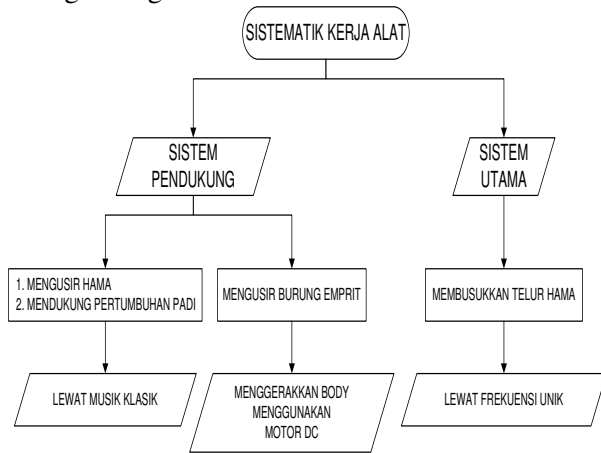 SISTEMATIK KERJA ALAT
SISTEM
PENDUKUNG
SISTEM
UTAMA
1. MENGUSIR HAMA
2. MENDUKUNG PERTUMBUHAN PADI
MENGUSIR BURUNG EMPRIT
MEMBUSUKKAN TELUR HAMA
LEWAT MUSIK KLASIK
MENGGERAKKAN BODY
MENGGUNAKAN
MOTOR DC
LEWAT FREKUENSI UNIK